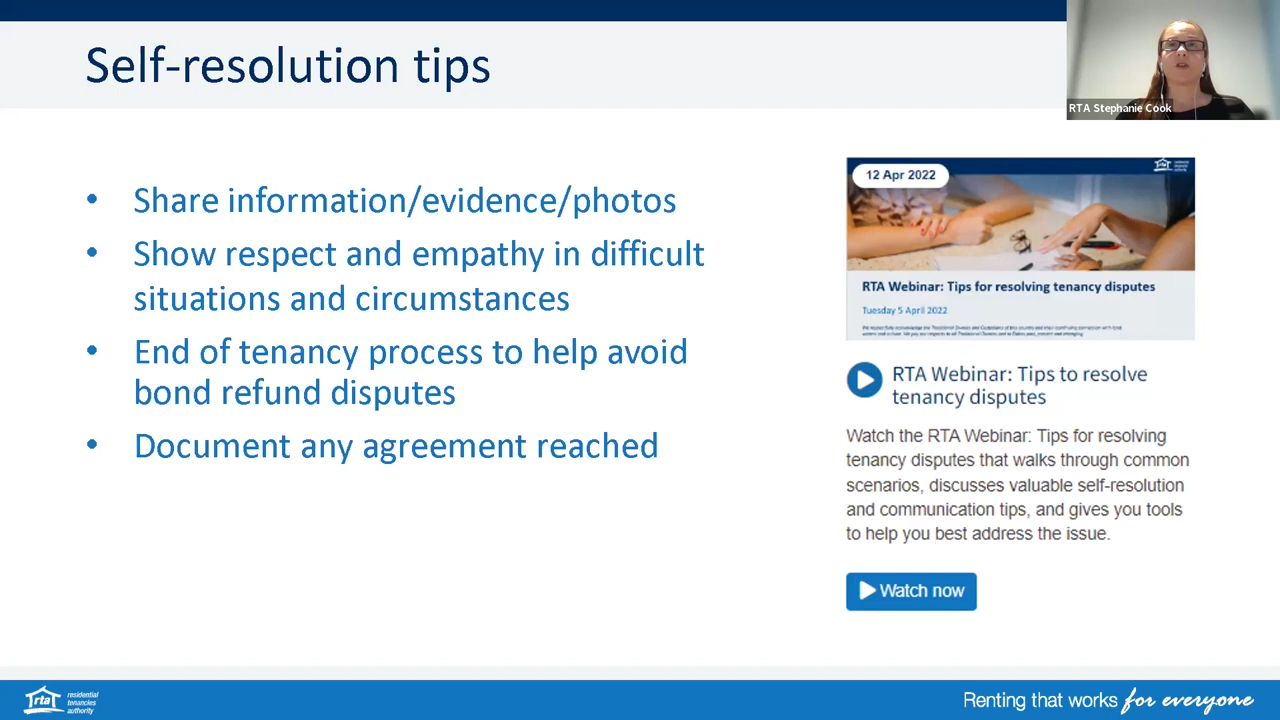 Self-resolution tips
RTA Stephanie Cook
• Share information/evidence/photos
• Show respect and empathy in difficult
situations and circumstances
• End of tenancy process to help avoid
bond refund disputes
• Document any agreement reached
residential
tenancies
authority
12 Apr 2022
RTA Webinar: Tips for resolving tenancy disputes
Tuesday 5 April 2022
RTA Webinar: Tips to resolve
tenancy disputes
Watch the RTA Webinar: Tips for resolving
tenancy disputes that walks through common
scenarios, discusses valuable self-resolution
and communication tips, and gives you tools
to help you best address the issue.
Watch now
rta
residential
tenancies
authority
Renting that works for everyone